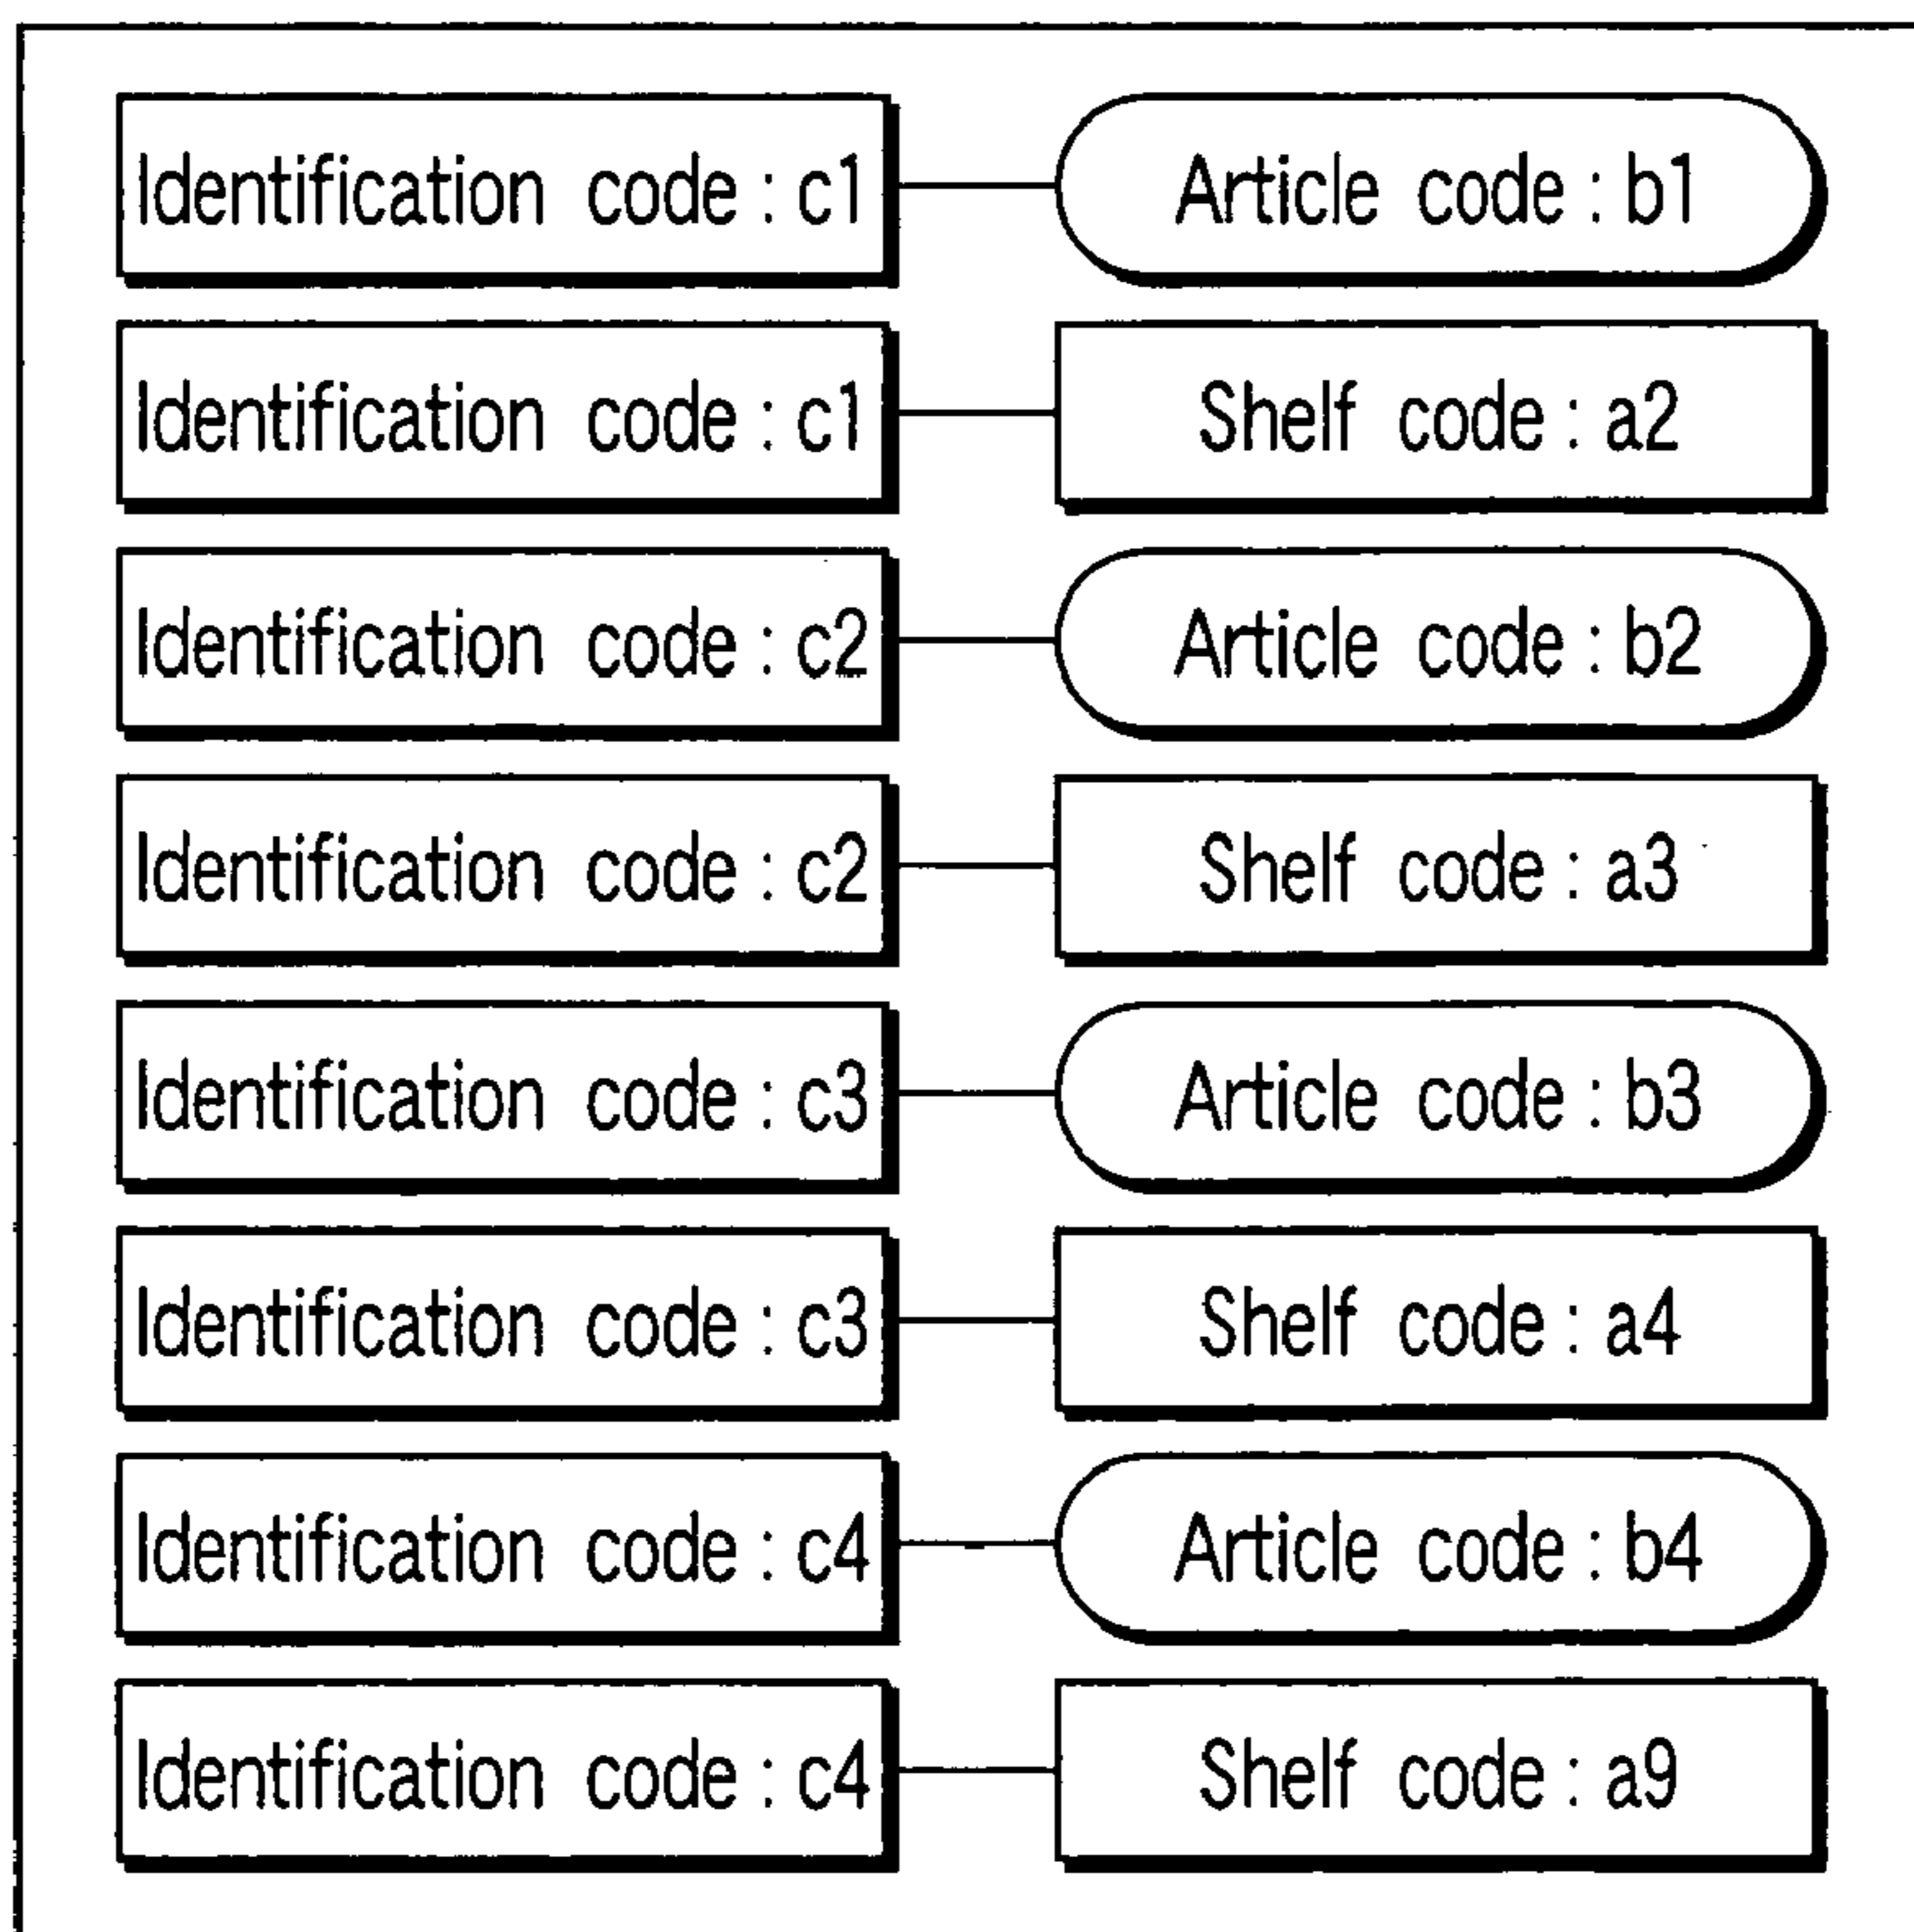 Identification code : c1 Article code : b1
Identification code : c1 Shelf code : a2
Identification code : c2 Article code : b2
Identification code : c2 Shelf code : a3
Identification code : c3 Article code : b3
Identification code : c3 Shelf code : a4
Identification code : c4 Article code : b4
Identification code : c4 Shelf code : a9